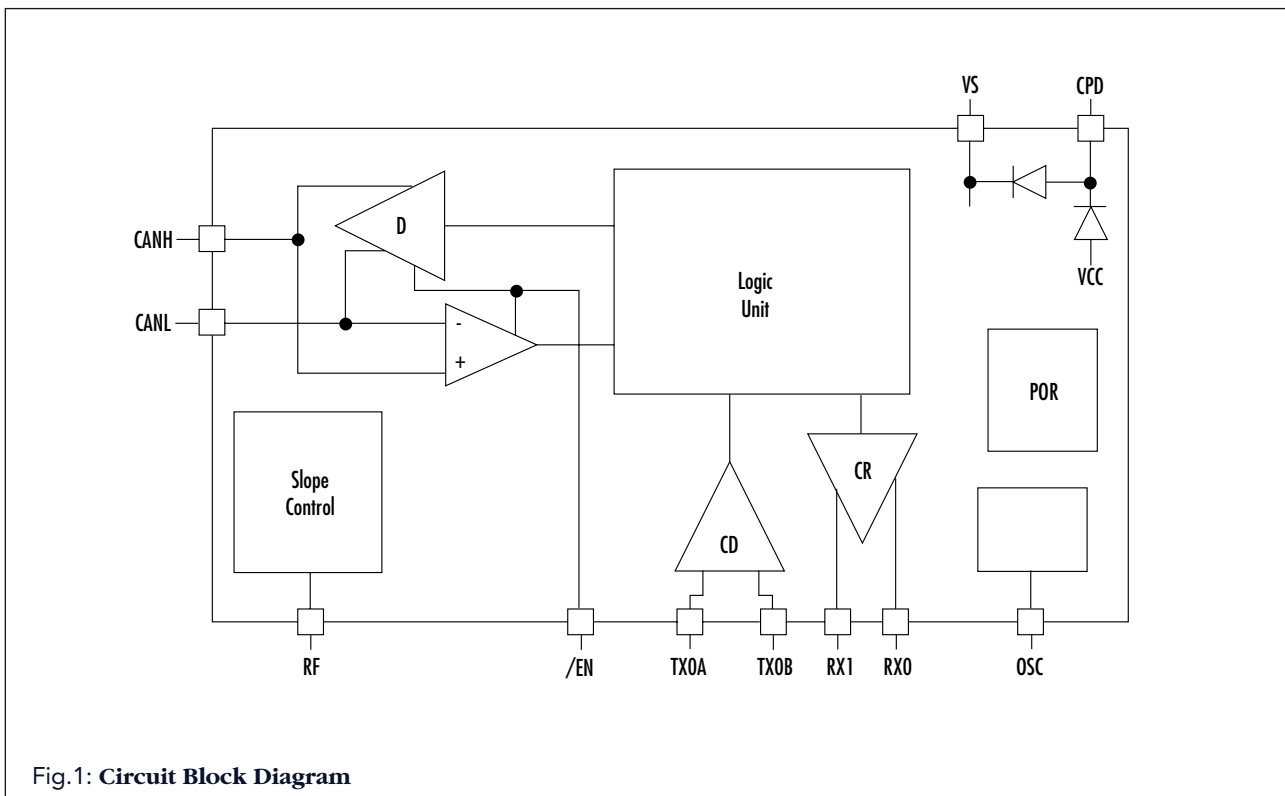 VS
CPD
CANH
D
Logic
Unit
VCC
CANL
-
+
POR
Slope
Control
CR
CD
RF
/EN
TX0A
TX0B
RX1
RX0
OSC
Fig.1: Circuit Block Diagram